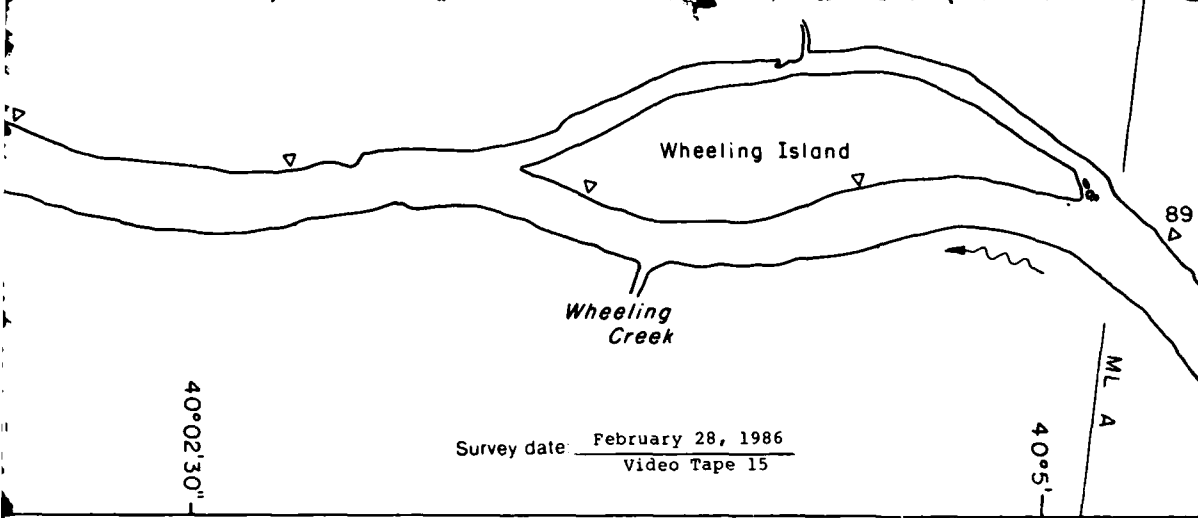 Wheeling Island
89
Wheeling
Creek
ML A
40°02'30"
40°5'
Survey date: February 28, 1986
Video Tape 15